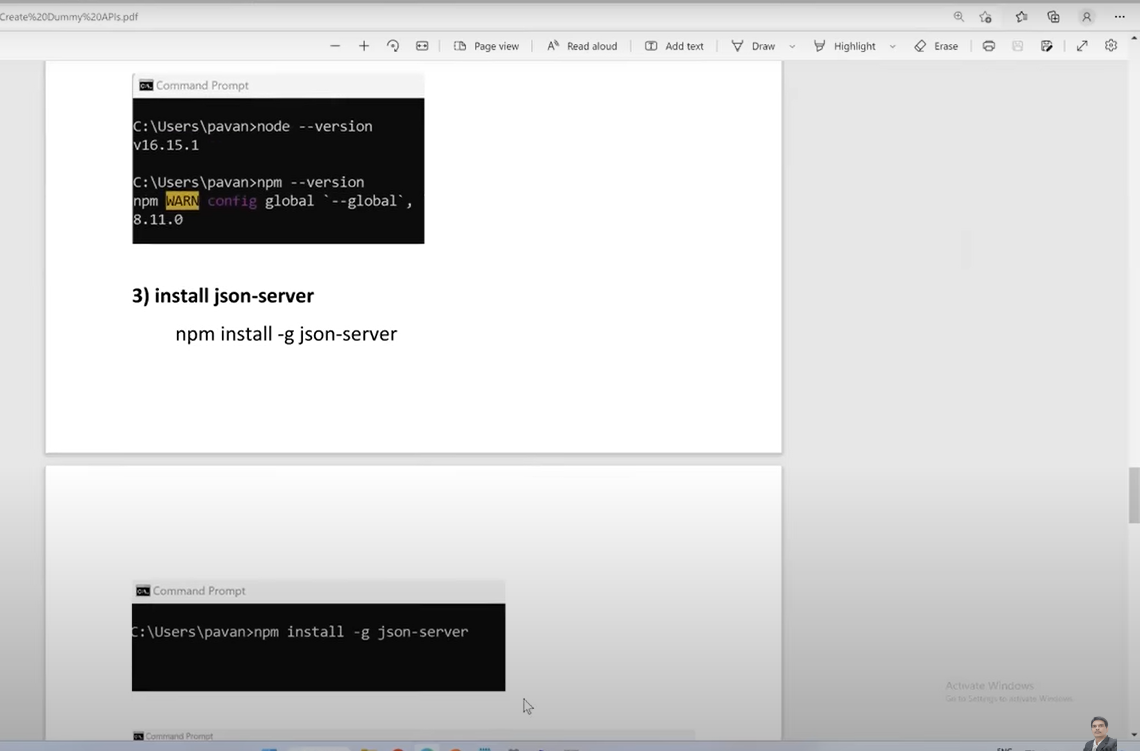 Create%20Dummy%20APIs.pdf
Page view
Read aloud
Add text
Draw
Highlight
Erase
Command Prompt
C:\Users\pavan>node --version
v16.15.1
C:\Users\pavan>npm --version
npm WARN config global `--global`,
8.11.0
3) install json-server
npm install -g json-server
Command Prompt
C:\Users\pavan>npm install -g json-server
Activate Windows
Go to Settings to activate Windows.
Command Prompt